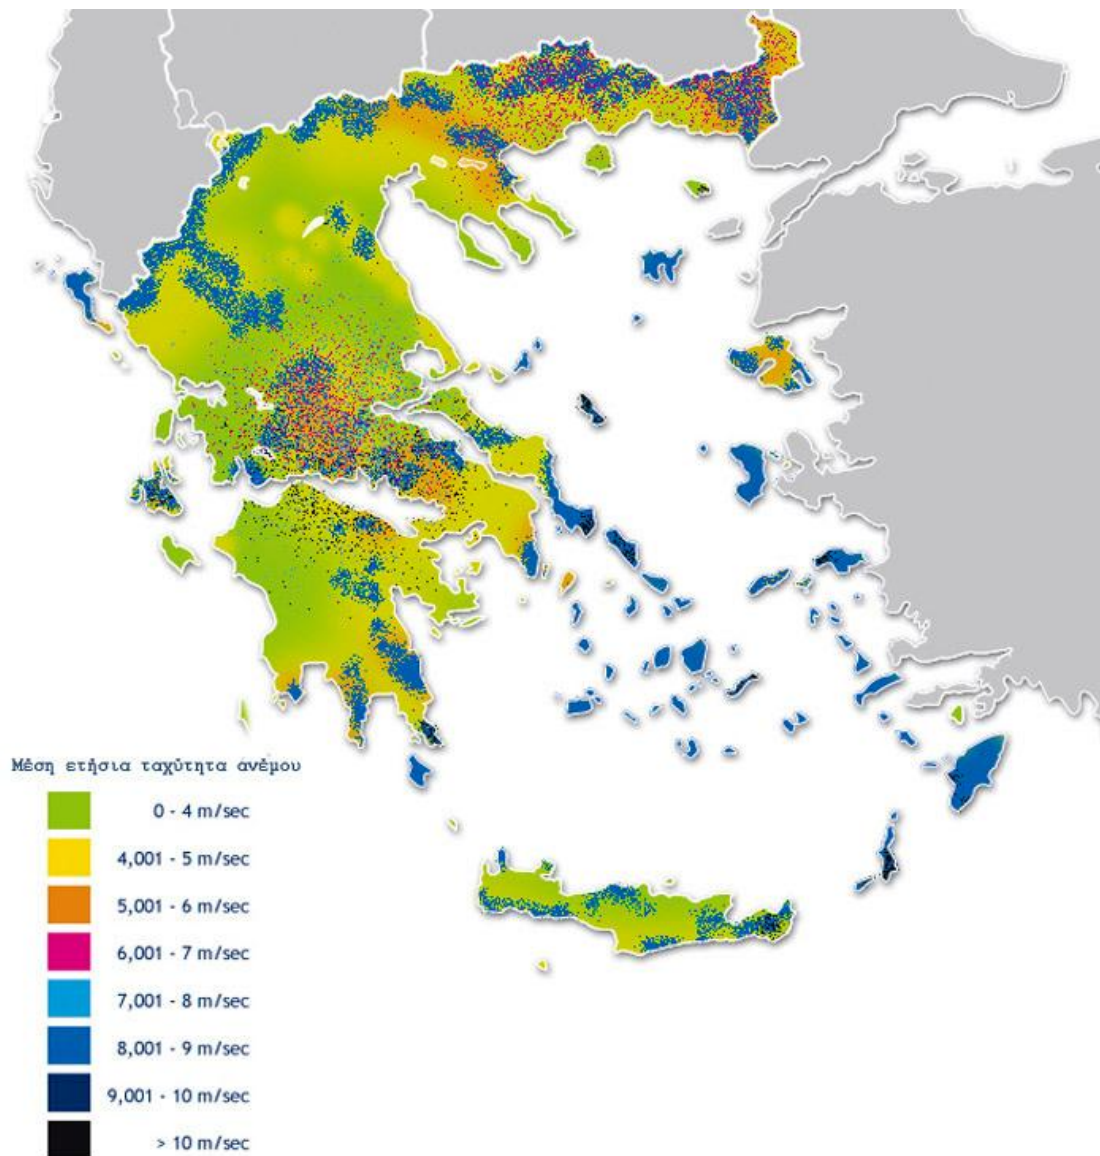 Μέση ετήσια ταχύτητα ανέμου
0 - 4 m/sec
4,001 - 5 m/sec
5,001 - 6 m/sec
6,001 - 7 m/sec
7,001 - 8 m/sec
8,001 - 9 m/sec
9,001 - 10 m/sec
> 10 m/sec